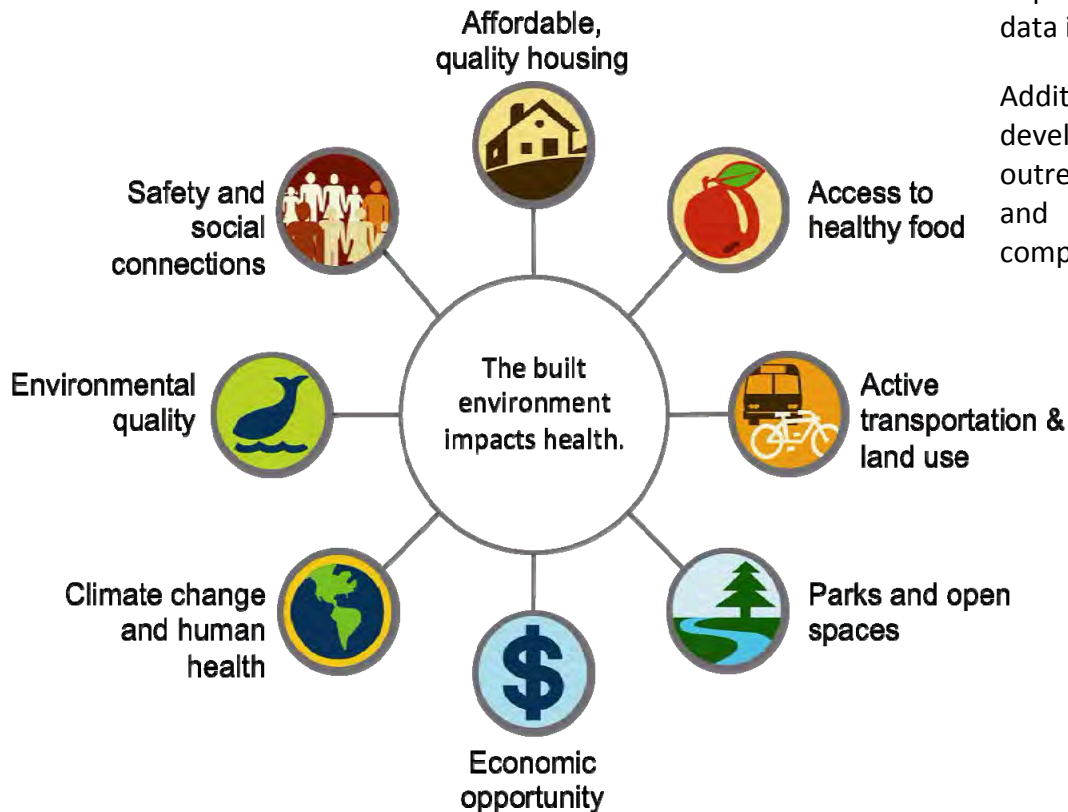 Affordable,
quality housing
Access to
healthy food
Active
transportation &
land use
Parks and open
spaces
Economic
opportunity
Climate change
and human
health
Environmental
quality
Safety and
social
connections
The built
environment
impacts health.
data i
Addit
devel
outre
and
comp